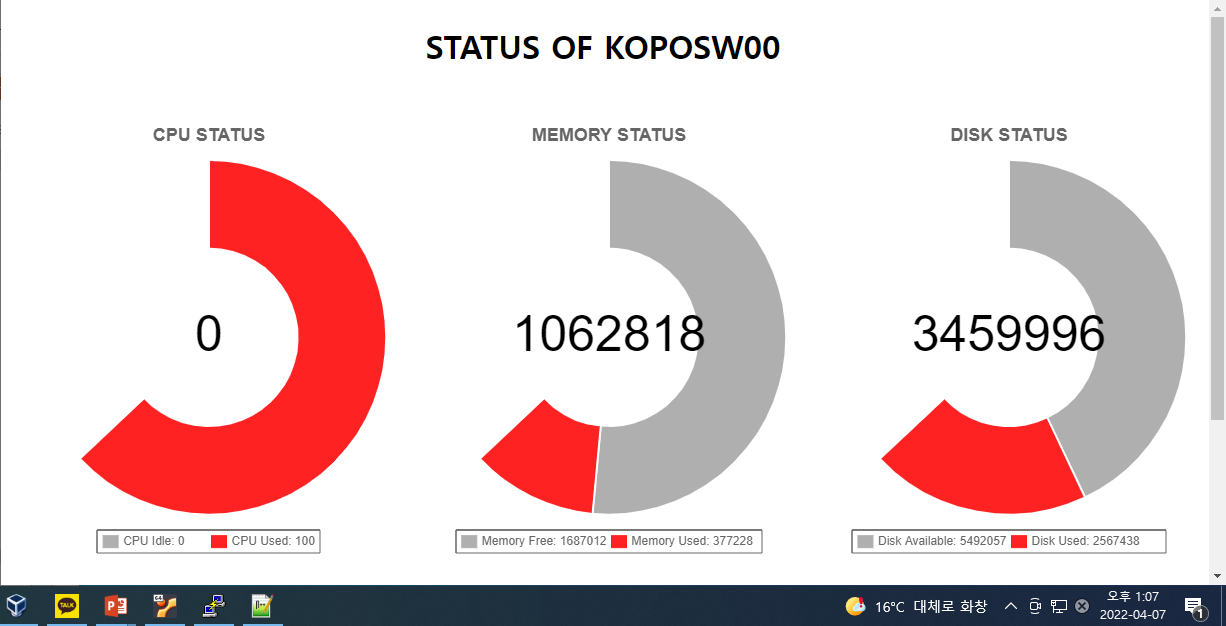 STATUS OF KOPOSW00
CPU STATUS
MEMORY STATUS
DISK STATUS
0
1062818
3459996
CPU Idle: 0 CPU Used: 100
Memory Free: 1687012 Memory Used: 377228
Disk Available: 5492057 Disk Used: 2567438
TALK
P
64
16°C 대체로 화창
오후 1:07
2022-04-07
1